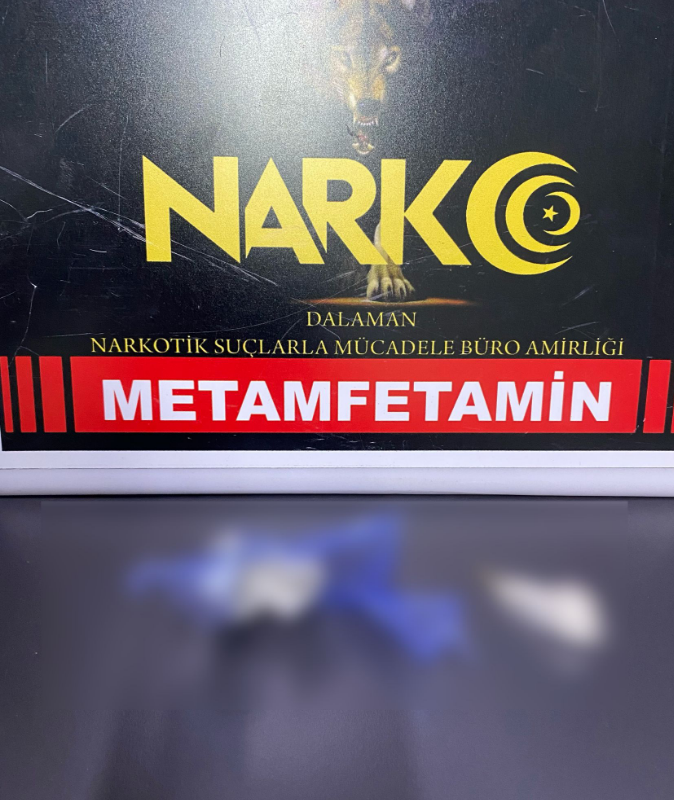 NARKO
DALAMAN
NARKOTİK SUÇLARLA MÜCADELE BÜRO AMİRLİĞİ
METAMFETAMİN